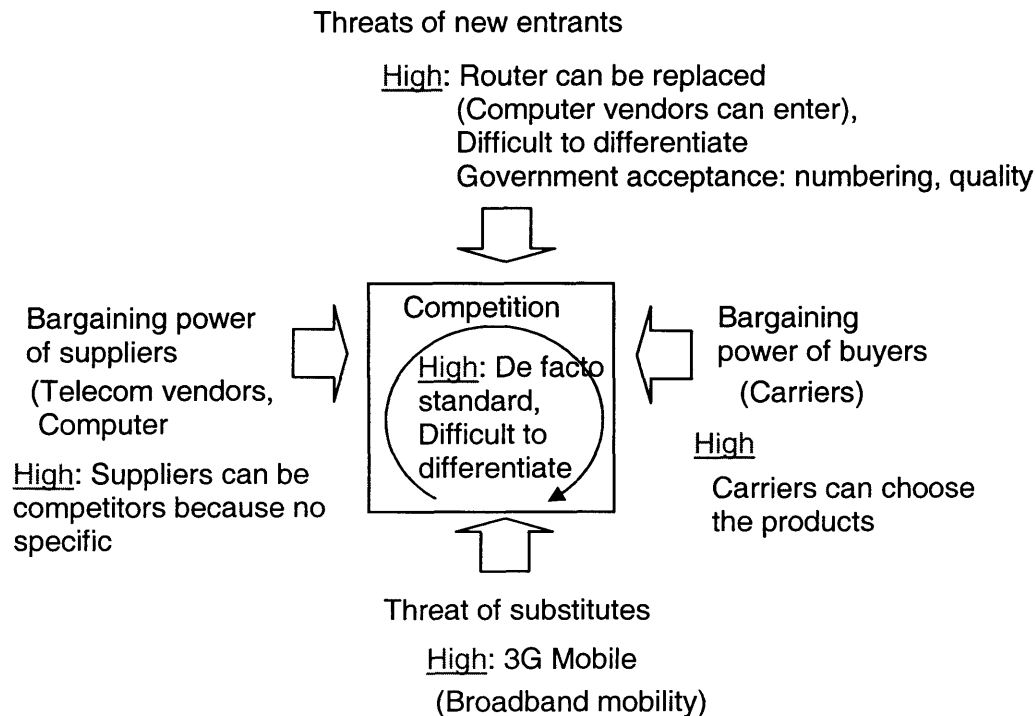 Threats of new entrants
High: Router can be replaced
(Computer vendors can enter),
Difficult to differentiate
Government acceptance: numbering, quality
Bargaining power
of suppliers
(Telecom vendors,
Computer
High: Suppliers can be
competitors because no
specific
Competition
High: De facto
standard,
Difficult to
differentiate
Bargaining
power of buyers
(Carriers)
High
Carriers can choose
the products
Threat of substitutes
High: 3G Mobile
(Broadband mobility)